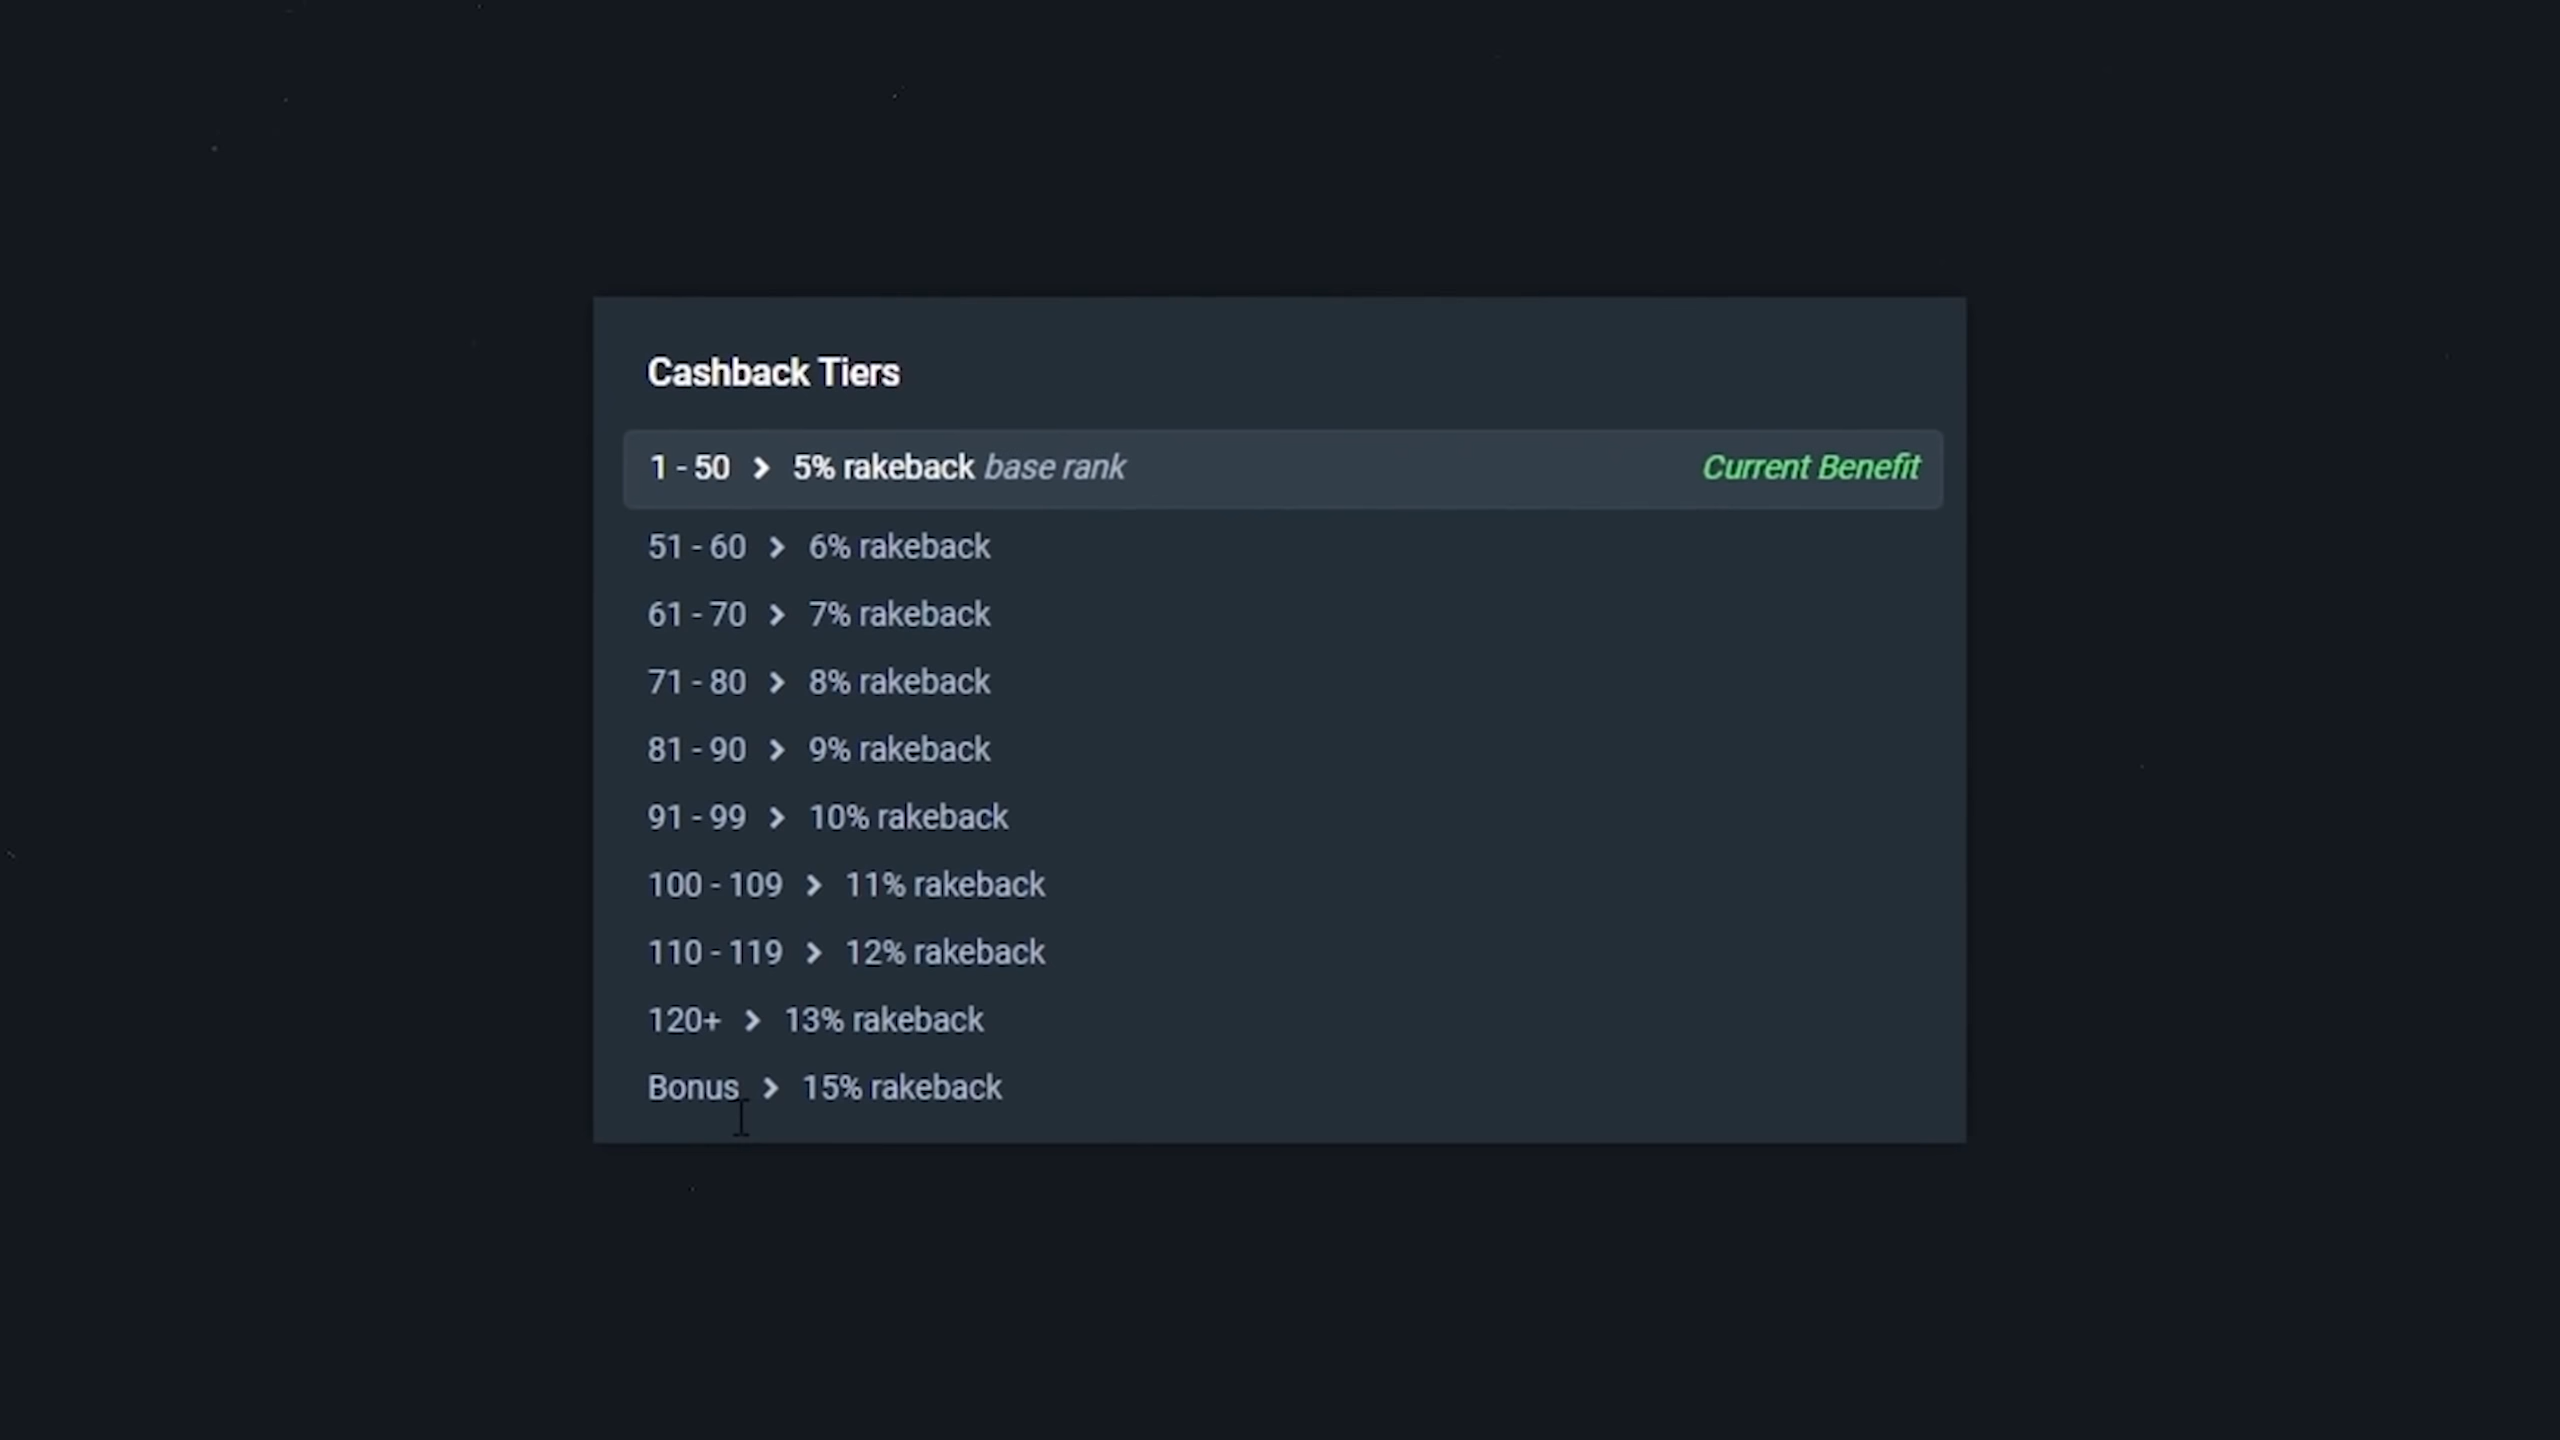 Cashback Tiers
1 - 50 > 5% rakeback base rank Current Benefit
51 - 60 > 6% rakeback
61 - 70 > 7% rakeback
71 - 80 > 8% rakeback
81 - 90 > 9% rakeback
91 - 99 > 10% rakeback
100 - 109 > 11% rakeback
110 - 119 > 12% rakeback
120+ > 13% rakeback
Bonus > 15% rakeback